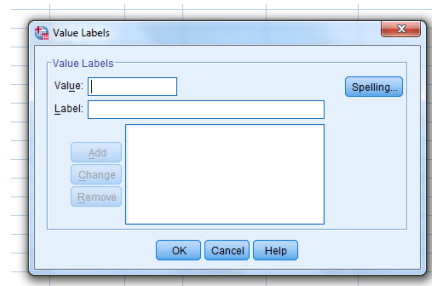 Value Labels
Value Labels
Value:
Spelling...
Label:
Add
Change
Remove
OK Cancel Help